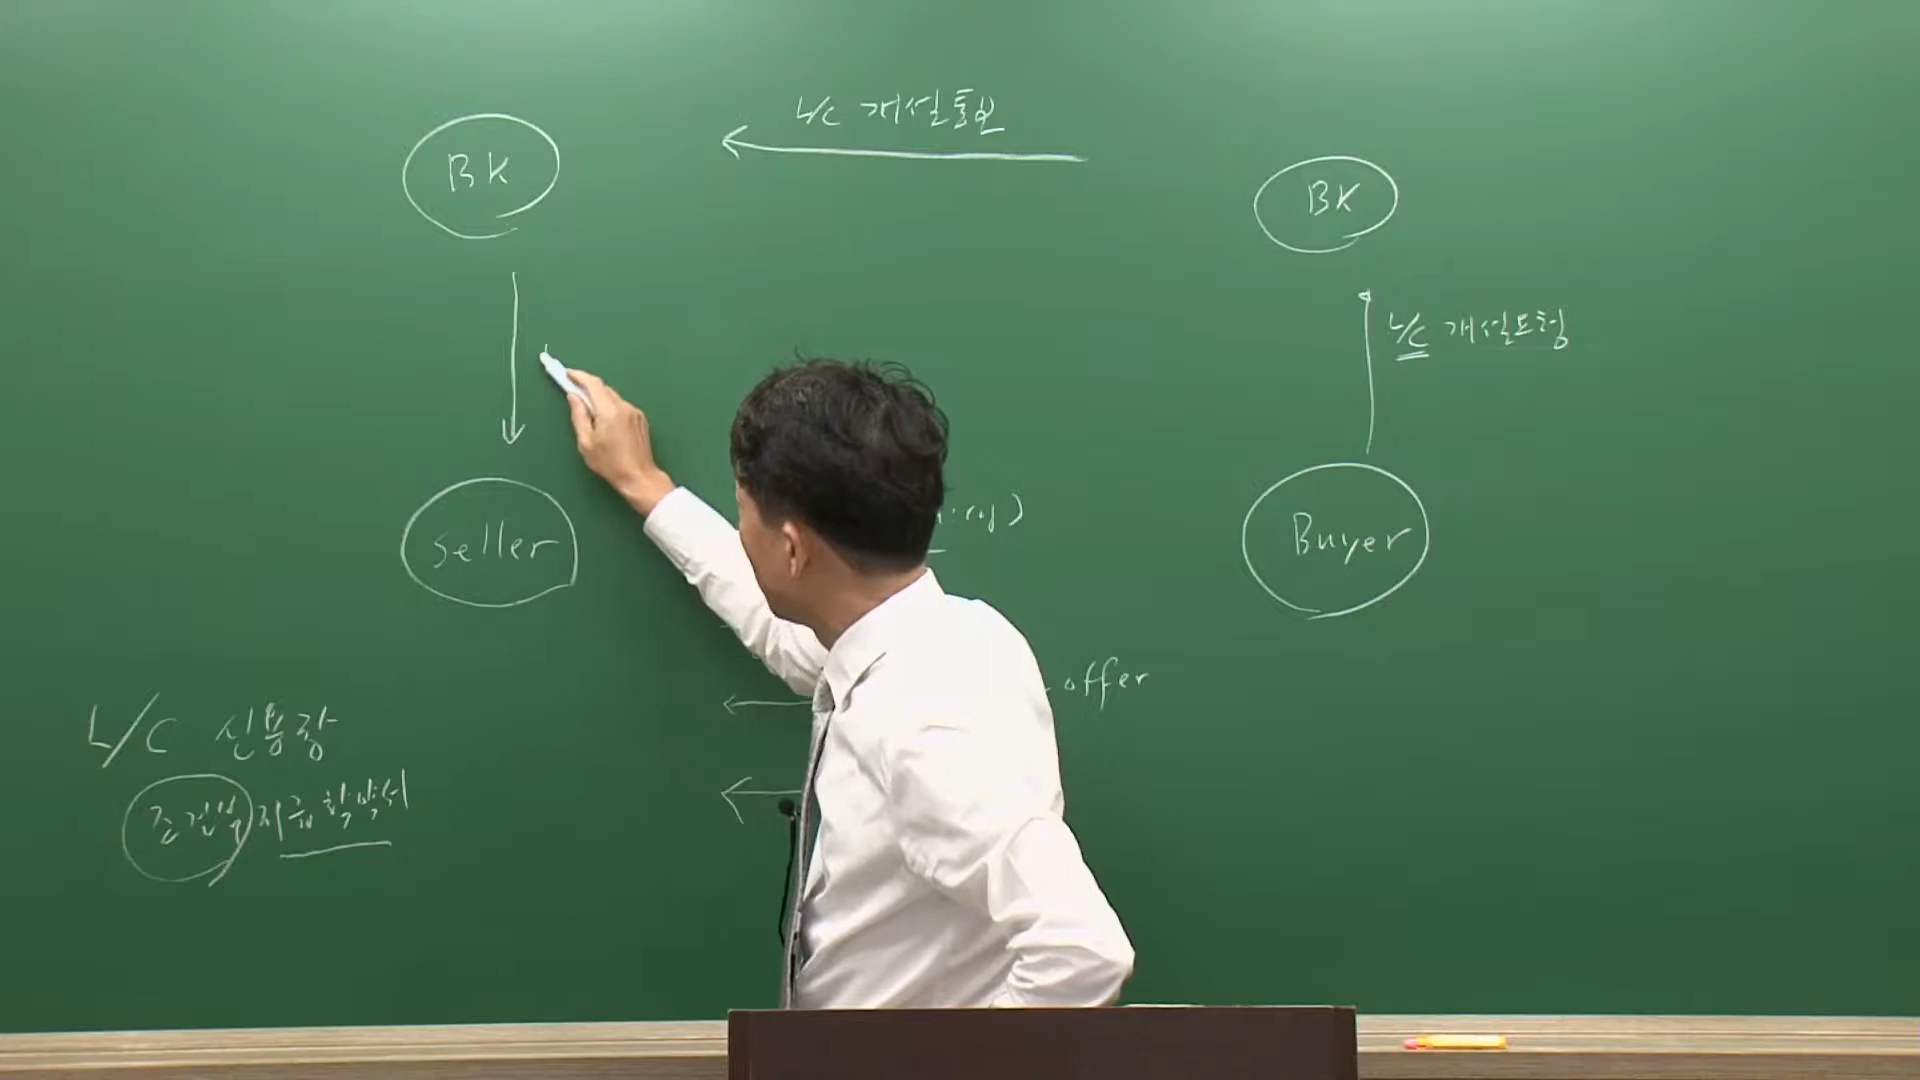 L/C 개설통보
BK
BK
L/C 개설요청
seller
Buyer
offer
L/C 신용장
조건부 지급확약서